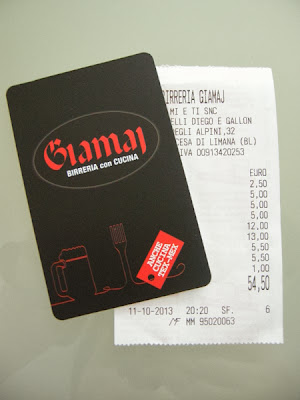 Giamaj
BIRRERIA con CUCINA
ANCHE
CUCINA
TEX-MEX
BIRRERIA GIAMAJ
MI E TI SNC
ELLI DIEGO E GALLON
DEGLI ALPINI,32
CESA DI LIMANA (BL)
IVA 00913420253
EURO
2,50
5,00
5,00
5,00
12,00
13,00
5,50
5,50
1,00
54,50
11-10-2013 20:20 SF. 6
MF MM 95020063